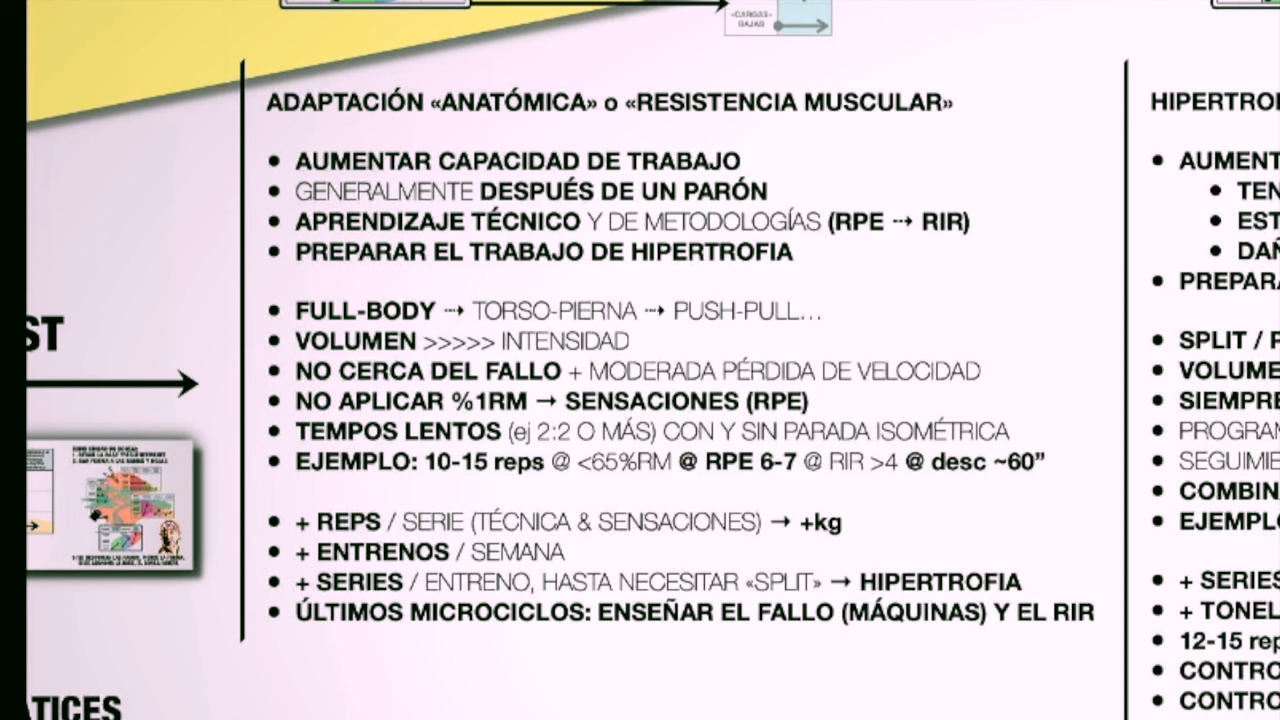 «CARGAS»
BAJAS
ADAPTACIÓN «ANATÓMICA» o «RESISTENCIA MUSCULAR»
• AUMENTAR CAPACIDAD DE TRABAJO
• GENERALMENTE DESPUÉS DE UN PARÓN
• APRENDIZAJE TÉCNICO Y DE METODOLOGÍAS (RPE ⇢ RIR)
• PREPARAR EL TRABAJO DE HIPERTROFIA
• FULL-BODY ⇢ TORSO-PIERNA ⇢ PUSH-PULL...
• VOLUMEN >>>>> INTENSIDAD
• NO CERCA DEL FALLO + MODERADA PÉRDIDA DE VELOCIDAD
• NO APLICAR %1RM → SENSACIONES (RPE)
• TEMPOS LENTOS (ej 2:2 O MÁS) CON Y SIN PARADA ISOMÉTRICA
• EJEMPLO: 10-15 reps @ <65%RM @ RPE 6-7 @ RIR >4 @ desc ~60”
• + REPS / SERIE (TÉCNICA & SENSACIONES) → +kg
• + ENTRENOS / SEMANA
• + SERIES / ENTRENO, HASTA NECESITAR «SPLIT» → HIPERTROFIA
• ÚLTIMOS MICROCICLOS: ENSEÑAR EL FALLO (MÁQUINAS) Y EL RIR
HIPERTRO
• AUMENT
• TEN
• EST
• DAÑ
• PREPARA
• SPLIT / P
• VOLUME
• SIEMPRE
• PROGRAM
• SEGUIMIE
• COMBIN
• EJEMPLO
• + SERIES
• + TONEL
• 12-15 rep
• CONTRO
• CONTRO
ST
TICES